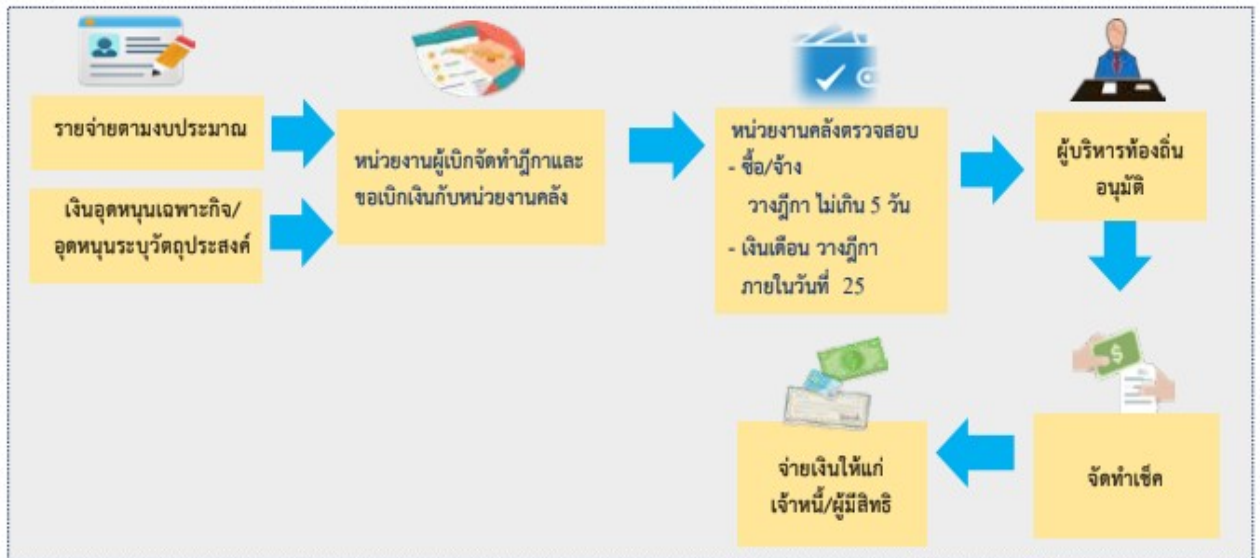 รายจ่ายตามงบประมาณ
เงินอุดหนุนเฉพาะกิจ/
อุดหนุนระบุวัตถุประสงค์
หน่วยงานผู้เบิกจัดทำฎีกาและ
ขอเบิกเงินกับหน่วยงานคลัง
หน่วยงานคลังตรวจสอบ
- ซื้อ/จ้าง
วางฎีกา ไม่เกิน 5 วัน
- เงินเดือน วางฎีกา
ภายในวันที่ 25
ผู้บริหารท้องถิ่น
อนุมัติ
จัดทำเช็ค
จ่ายเงินให้แก่
เจ้าหนี้/ผู้มีสิทธิ